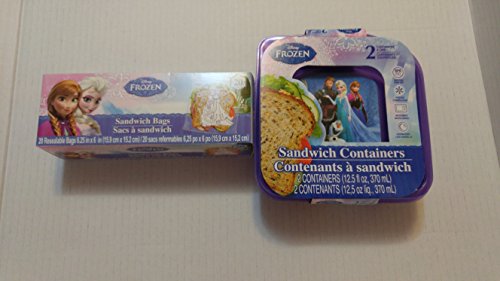 Disney
FROZEN
Sandwich Bags
Sacs à sandwich
20 Resealable Bags 6.25 in x 6 in (15,9 cm x 15,2 cm) / 20 sacs refermables 6,25 po x 6 po (15,9 cm x 15,2 cm)
Disney
FROZEN
2
Sandwich Containers
Contenants à sandwich
2 CONTAINERS (12.5 fl oz, 370 mL)
2 CONTENANTS (12,5 oz liq., 370 mL)